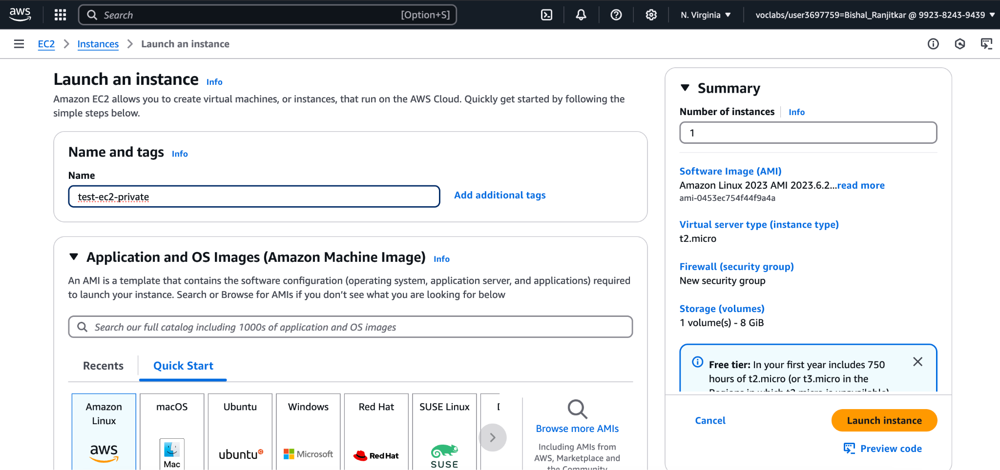 aws
Search
[Option+S]
N. Virginia
voclabs/user3697759=Bishal_Ranjitkar @ 9923-8243-9439
EC2
Instances
Launch an instance
Launch an instance
Info
Amazon EC2 allows you to create virtual machines, or instances, that run on the AWS Cloud. Quickly get started by following the
simple steps below.
Name and tags
Info
Name
test-ec2-private
Add additional tags
Application and OS Images (Amazon Machine Image)
Info
An AMI is a template that contains the software configuration (operating system, application server, and applications) required
to launch your instance. Search or Browse for AMIs if you don’t see what you are looking for below
Search our full catalog including 1000s of application and OS images
Recents
Quick Start
Amazon
Linux
aws
macOS
Mac
Ubuntu
ubuntu
Windows
Microsoft
Red Hat
RedHat
SUSE Linux
SUSE
Browse more AMIs
Including AMIs from
AWS, Marketplace and
the Community
Summary
Number of instances
Info
1
Software Image (AMI)
Amazon Linux 2023 AMI 2023.6.2...read more
ami-0453ec754f44f9a4a
Virtual server type (instance type)
t2.micro
Firewall (security group)
New security group
Storage (volumes)
1 volume(s) - 8 GiB
Free tier: In your first year includes 750
hours of t2.micro (or t3.micro in the
Regions in which t2.micro is unavailable)
Cancel
Launch instance
Preview code